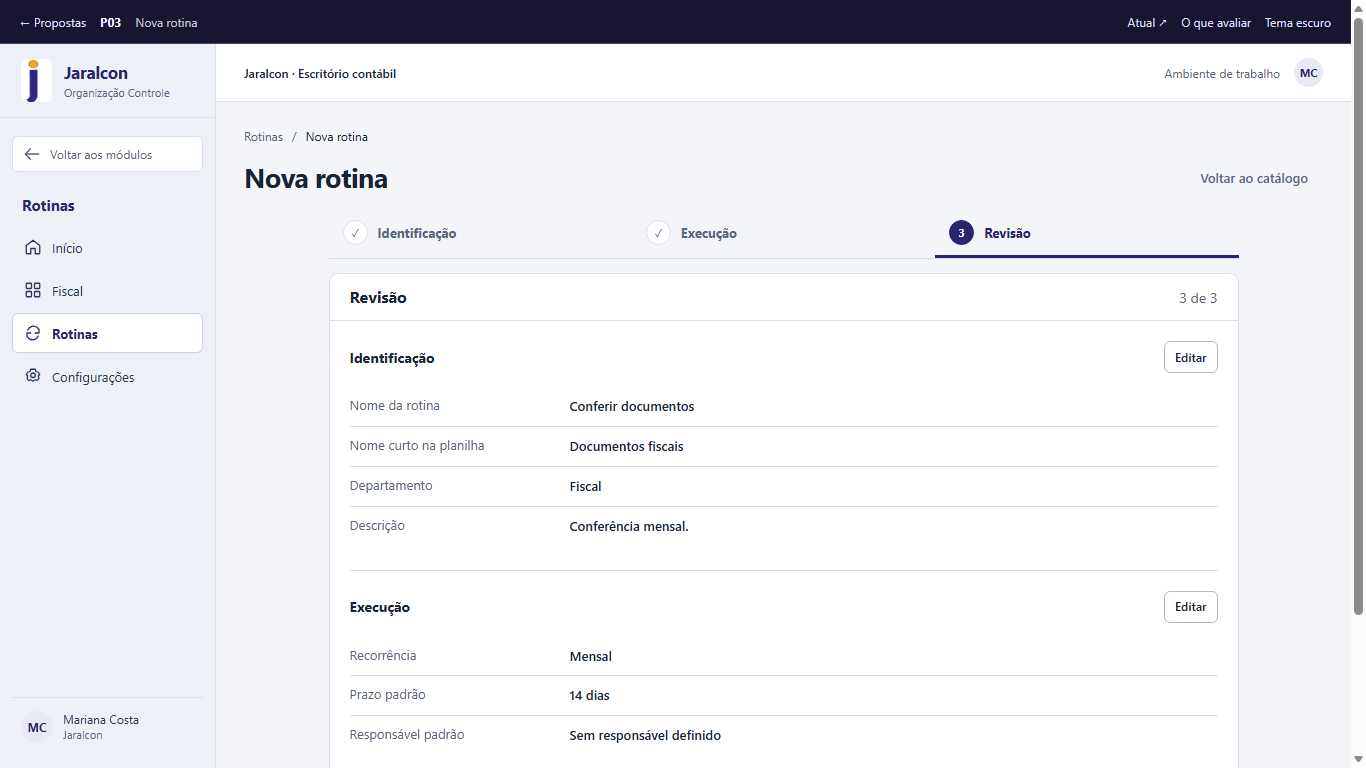 ← Propostas P03 Nova rotina Atual ↗ O que avaliar Tema escuro
Jaralcon
Organização Controle
Jaralcon · Escritório contábil
Ambiente de trabalho MC
Voltar aos módulos
Rotinas
Início
Fiscal
Rotinas
Configurações
MC
Mariana Costa
Jaralcon
Rotinas / Nova rotina
Nova rotina
Voltar ao catálogo
✓ Identificação ✓ Execução 3 Revisão
Revisão 3 de 3
Identificação Editar
Nome da rotina Conferir documentos
Nome curto na planilha Documentos fiscais
Departamento Fiscal
Descrição Conferência mensal.
Execução Editar
Recorrência Mensal
Prazo padrão 14 dias
Responsável padrão Sem responsável definido